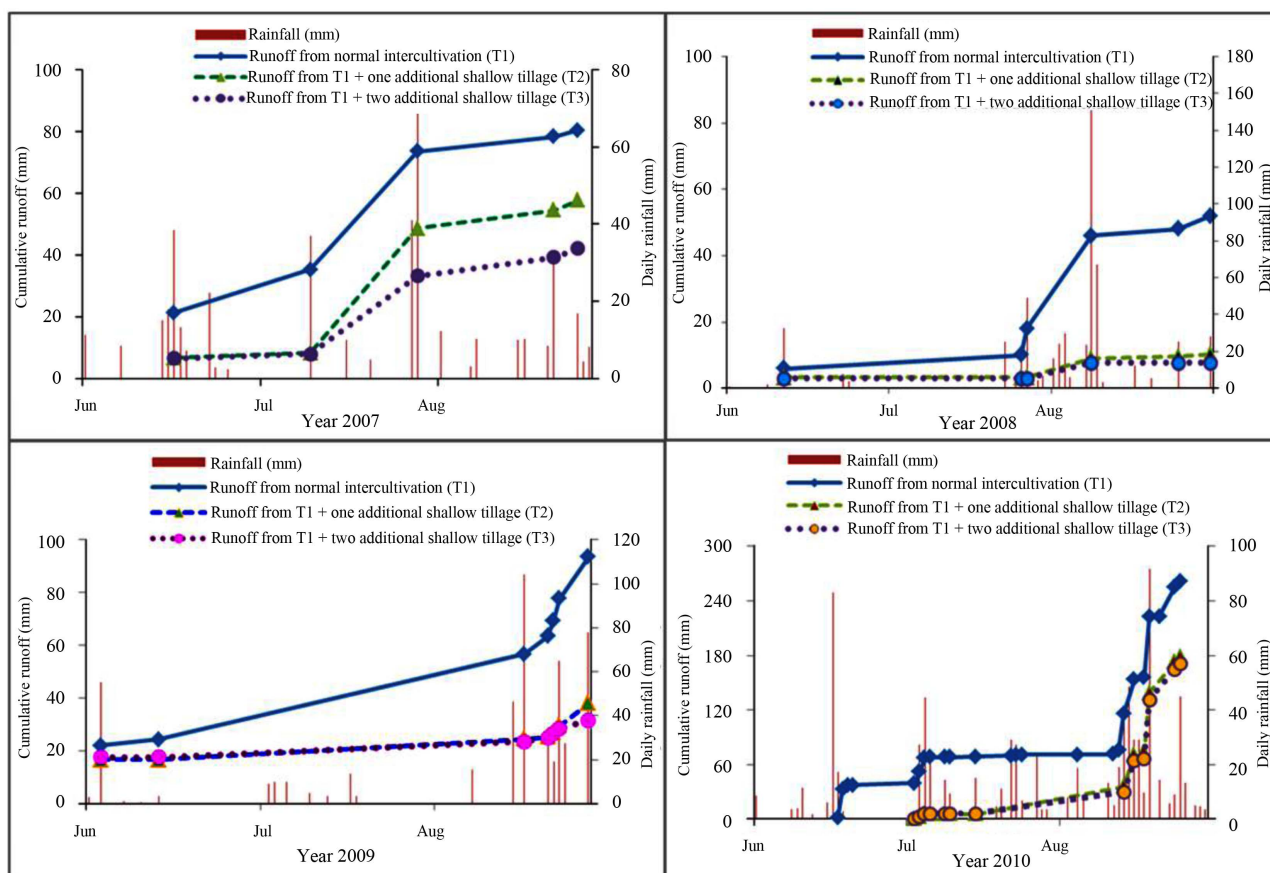 Rainfall (mm)
Runoff from normal intercultivation (T1)
Runoff from T1 + one additional shallow tillage (T2)
Runoff from T1 + two additional shallow tillage (T3)
100
80
60
40
20
0
Cumulative runoff (mm)
80
60
40
20
0
Daily rainfall (mm)
Jun
Jul
Aug
Year 2007
Rainfall (mm)
Runoff from normal intercultivation (T1)
Runoff from T1 + one additional shallow tillage (T2)
Runoff from T1 + two additional shallow tillage (T3)
100
80
60
40
20
0
Cumulative runoff (mm)
180
160
140
120
100
80
60
40
20
0
Daily rainfall (mm)
Jun
Jul
Aug
Year 2008
Rainfall (mm)
Runoff from normal intercultivation (T1)
Runoff from T1 + one additional shallow tillage (T2)
Runoff from T1 + two additional shallow tillage (T3)
100
80
60
40
20
0
Cumulative runoff (mm)
120
100
80
60
40
20
0
Daily rainfall (mm)
Jun
Jul
Aug
Year 2009
Rainfall (mm)
Runoff from normal intercultivation (T1)
Runoff from T1 + one additional shallow tillage (T2)
Runoff from T1 + two additional shallow tillage (T3)
300
240
180
120
60
0
Cumulative runoff (mm)
100
80
60
40
20
0
Daily rainfall (mm)
Jun
Jul
Aug
Year 2010